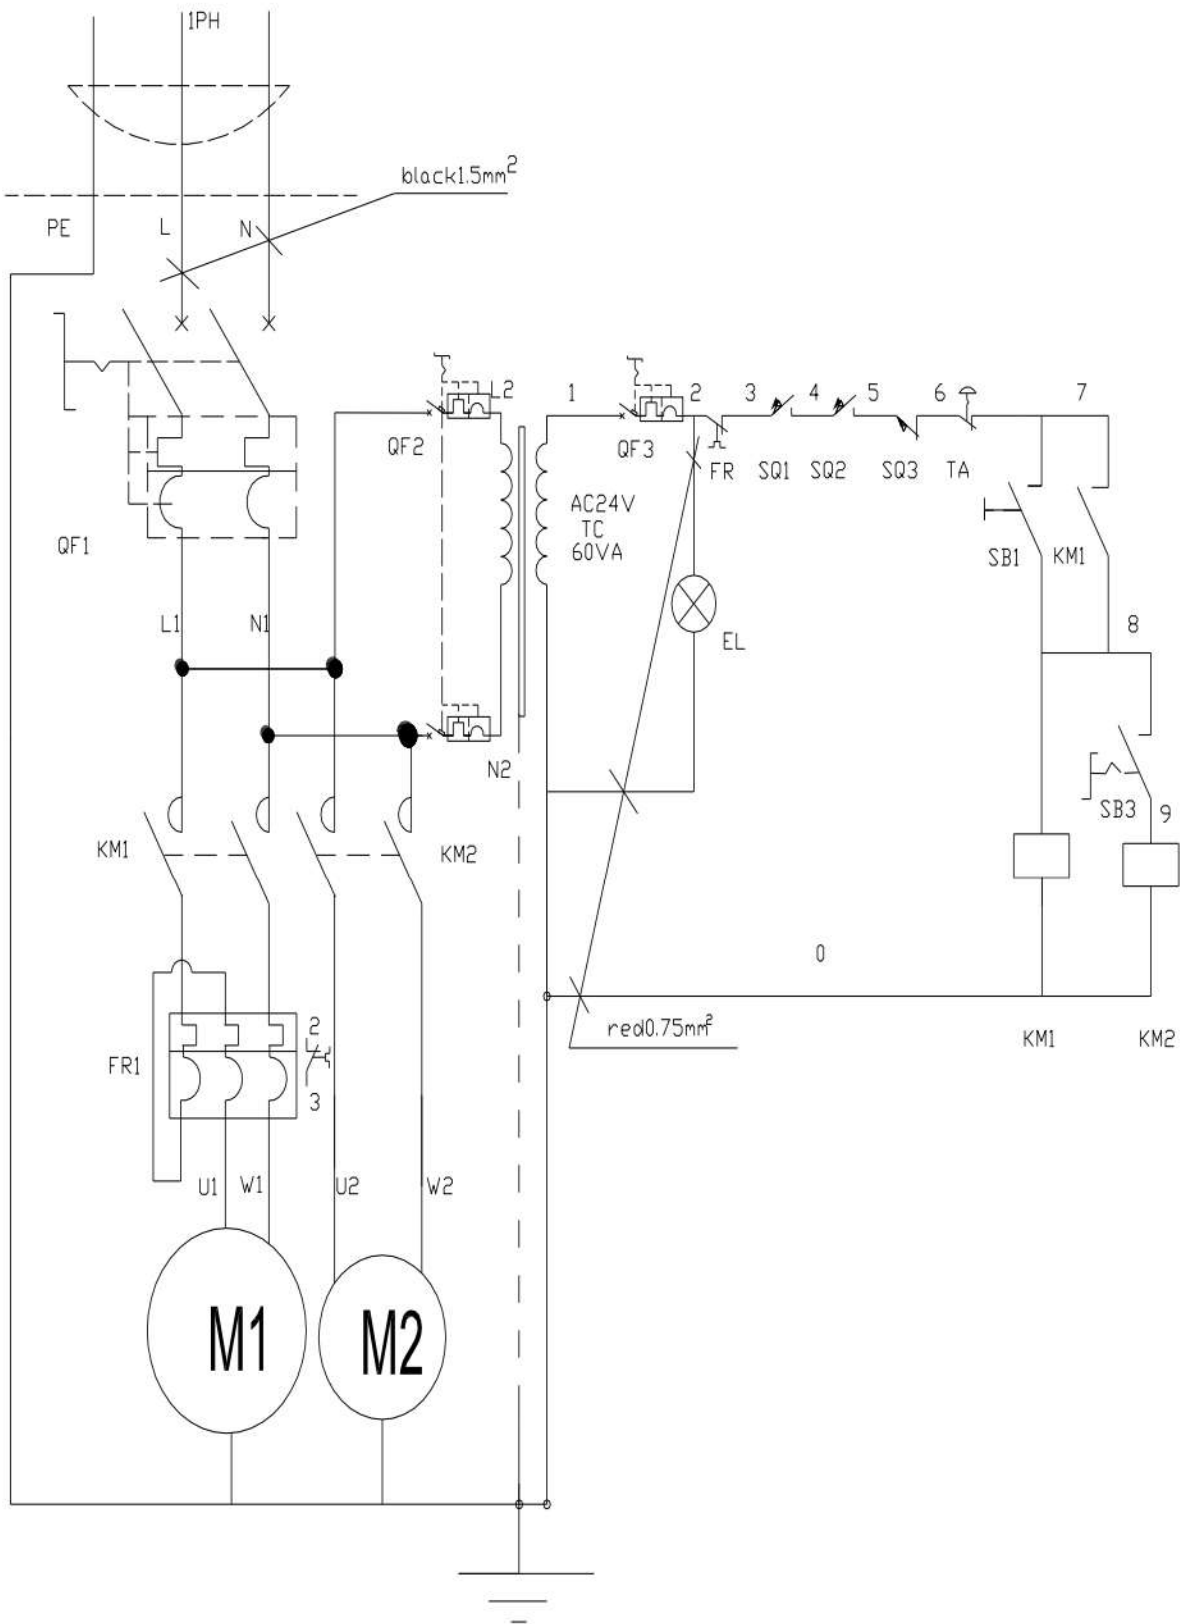 1PH
black1.5mm²
PE
L
N
L2
1
2
3
4
5
6
7
QF2
QF3
FR
SQ1
SQ2
SQ3
TA
AC24V
TC
60VA
QF1
SB1
KM1
L1
N1
EL
8
N2
SB3
9
KM1
KM2
0
2
red0.75mm²
KM1
KM2
FR1
3
U1
W1
U2
W2
M1
M2